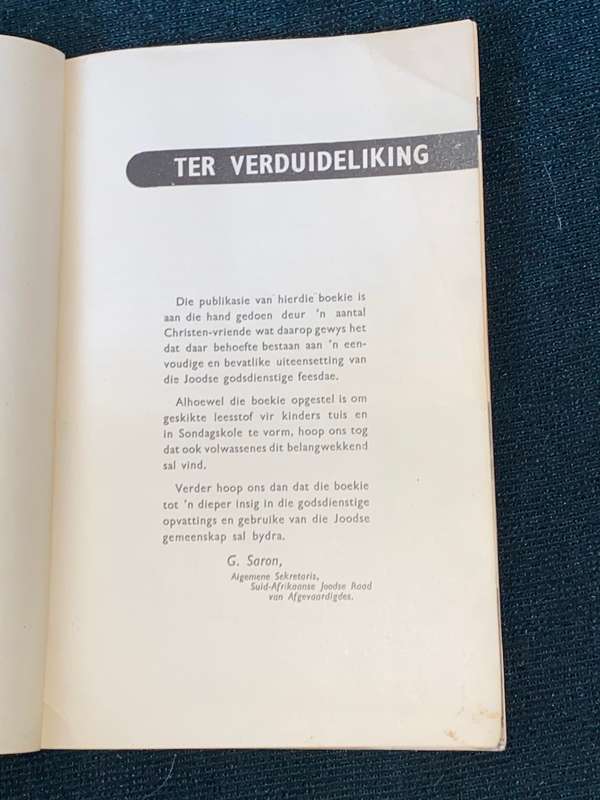 TER VERDUIDELIKING
Die publikasie van hierdie boekie is
aan die hand gedoen deur 'n aantal
Christen-vriende wat daarop gewys het
dat daar behoefte bestaan aan 'n een-
voudige en bevatlike uiteensetting van
die Joodse godsdienstige feesdae.
Alhoewel die boekie opgestel is om
geskikte leesstof vir kinders tuis en
in Sondagskole te vorm, hoop ons tog
dat ook volwassenes dit belangwekkend
sal vind.
Verder hoop ons dan dat die boekie
tot 'n dieper insig in die godsdienstige
opvattings en gebruike van die Joodse
gemeenskap sal bydra.
G. Saron,
Algemene Sekretaris,
Suid-Afrikaanse Joodse Raad
van Afgevaardigdes.